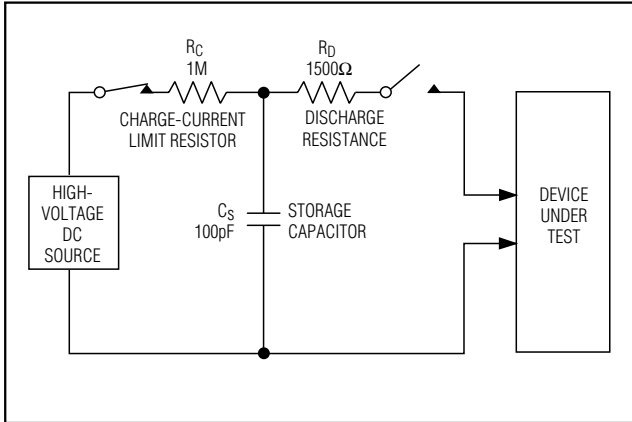 R_C
1M
CHARGE-CURRENT
LIMIT RESISTOR
R_D
1500Ω
DISCHARGE
RESISTANCE
HIGH-
VOLTAGE
DC
SOURCE
C_S
100pF
STORAGE
CAPACITOR
DEVICE
UNDER
TEST